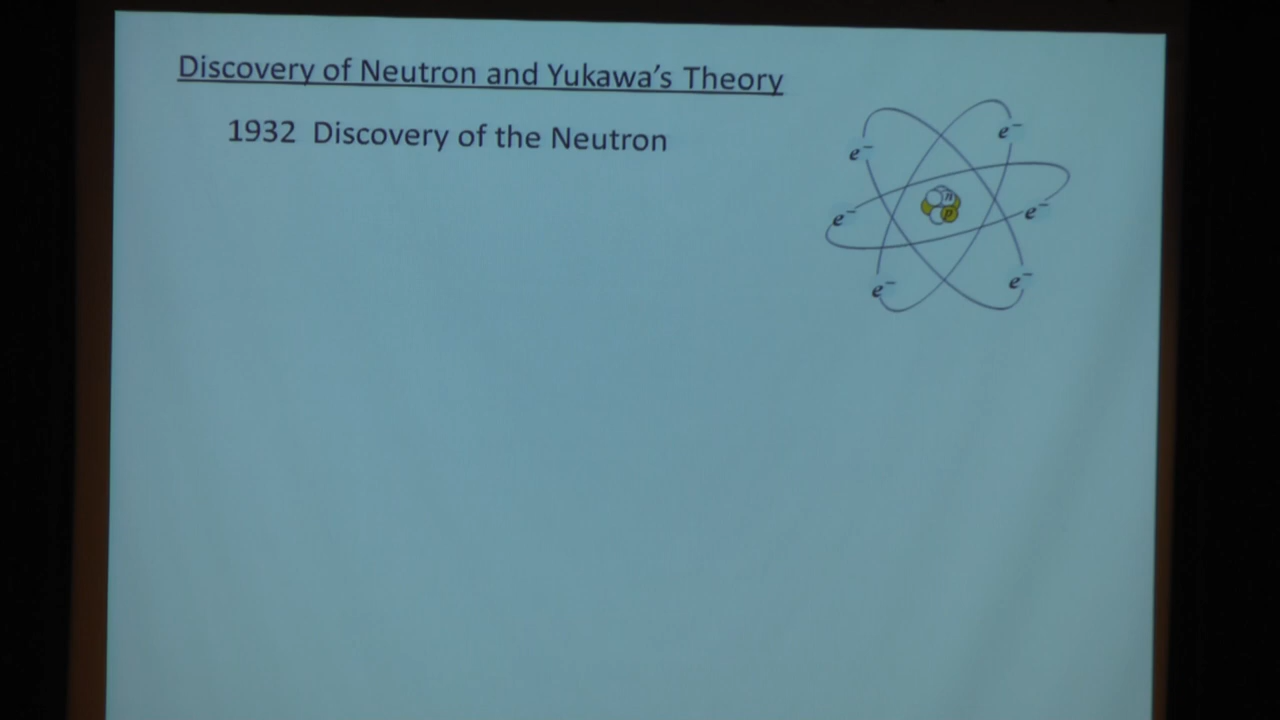 Discovery of Neutron and Yukawa's Theory
1932 Discovery of the Neutron
e⁻
e⁻
e⁻
n
p
e⁻
e⁻
e⁻